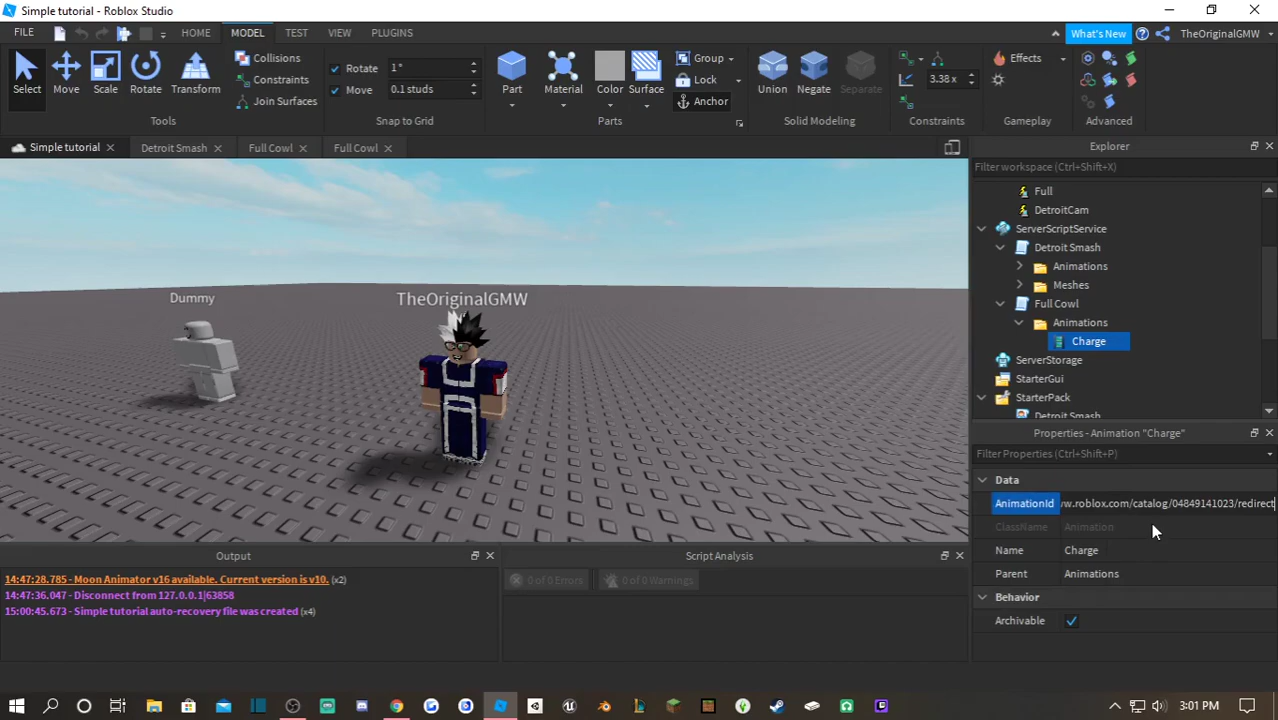 Simple tutorial - Roblox Studio
FILE HOME MODEL TEST VIEW PLUGINS What's New TheOriginalGMW
Select Move Scale Rotate Transform
Collisions
Constraints
Join Surfaces
Rotate 1°
Move 0.1 studs
Part Material Color Surface
Group
Lock
Anchor
Union Negate Separate
3.38 x
Effects
Tools Snap to Grid Parts Solid Modeling Constraints Gameplay Advanced
Simple tutorial Detroit Smash Full Cowl Full Cowl
Dummy
TheOriginalGMW
Explorer
Filter workspace (Ctrl+Shift+X)
Full
DetroitCam
ServerScriptService
Detroit Smash
Animations
Meshes
Full Cowl
Animations
Charge
ServerStorage
StarterGui
StarterPack
Detroit Smash
Properties - Animation "Charge"
Filter Properties (Ctrl+Shift+P)
Data
AnimationId w.roblox.com/catalog/04849141023/redirect
ClassName Animation
Name Charge
Parent Animations
Behavior
Archivable
Output
14:47:28.785 - Moon Animator v16 available. Current version is v10. (x2)
14:47:36.047 - Disconnect from 127.0.0.1|63858
15:00:45.673 - Simple tutorial auto-recovery file was created (x4)
Script Analysis
0 of 0 Errors 0 of 0 Warnings
3:01 PM